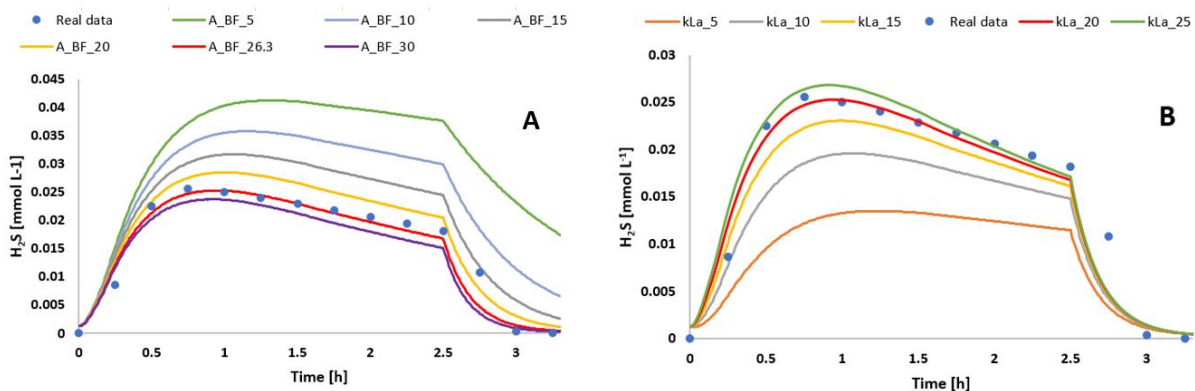 Real data A_BF_5 A_BF_10 A_BF_15
A_BF_20 A_BF_26.3 A_BF_30
0.05
0.045
0.04
0.035
0.03
0.025
0.02
0.015
0.01
0.005
0
H₂S [mmol L-1]
0 0.5 1 1.5 2 2.5 3
Time [h]
A
kLa_5 kLa_10 kLa_15 Real data kLa_20 kLa_25
0.03
0.025
0.02
0.015
0.01
0.005
0
H₂S [mmol L⁻¹]
0 0.5 1 1.5 2 2.5 3
Time [h]
B